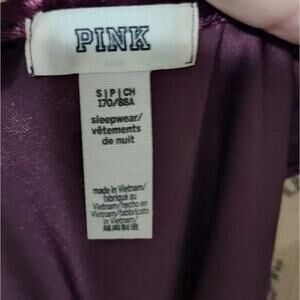 PINK
S|P|CH
170/88A
sleepwear/
vêtements
de nuit
made in Vietnam/
fabriqué au
Vietnam/hecho en
Vietnam/fabbricato
in Vietnam/